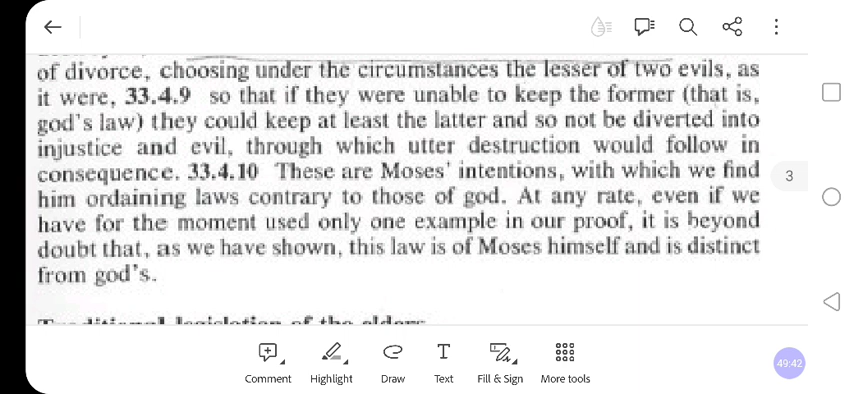 of divorce, choosing under the circumstances the lesser of two evils, as
it were, 33.4.9 so that if they were unable to keep the former (that is,
god's law) they could keep at least the latter and so not be diverted into
injustice and evil, through which utter destruction would follow in
consequence. 33.4.10 These are Moses' intentions, with which we find
him ordaining laws contrary to those of god. At any rate, even if we
have for the moment used only one example in our proof, it is beyond
doubt that, as we have shown, this law is of Moses himself and is distinct
from god's.
3
Traditional legislation of the elders
Comment
Highlight
Draw
T
Text
Fill & Sign
More tools
49:42